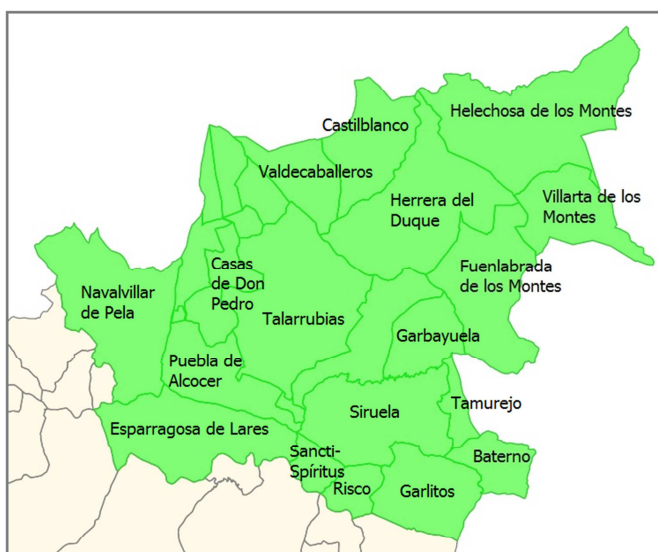 Helechosa de los Montes
Castilblanco
Valdecaballeros
Herrera del
Duque
Villarta de los
Montes
Casas
de Don
Pedro
Fuenlabrada
de los Montes
Navalvillar
de Pela
Talarrubias
Garbayuela
Puebla de
Alcocer
Tamurejo
Siruela
Esparragosa de Lares
Sancti-
Spíritus
Baterno
Risco
Garlitos